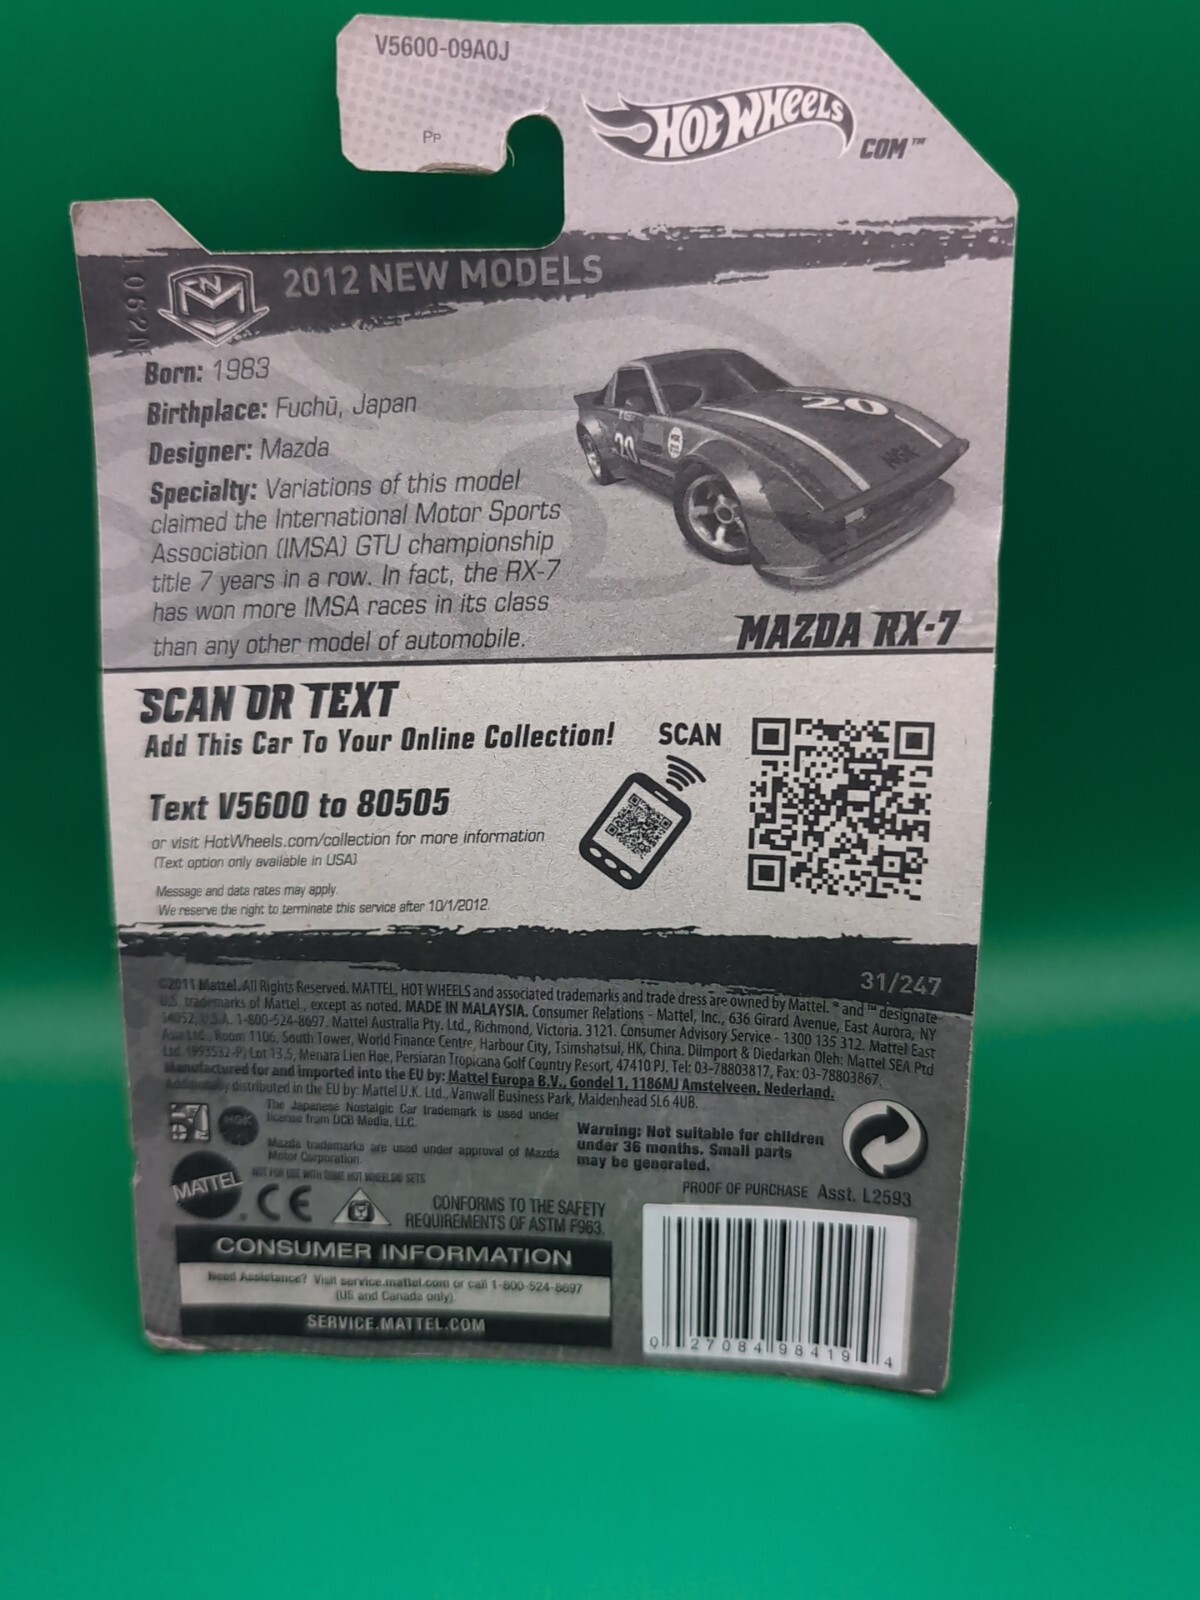 V5600-09A0J
PP
HOT WHEELS
COM™
2012 NEW MODELS
Born: 1983
Birthplace: Fuchū, Japan
Designer: Mazda
Specialty: Variations of this model
claimed the International Motor Sports
Association (IMSA) GTU championship
title 7 years in a row. In fact, the RX-7
has won more IMSA races in its class
than any other model of automobile.
20
20
NGK
MAZDA RX-7
SCAN OR TEXT
Add This Car To Your Online Collection!
SCAN
Text V5600 to 80505
or visit HotWheels.com/collection for more information
(Text option only available in USA)
Message and data rates may apply.
We reserve the right to terminate this service after 10/1/2012.
31/247
©2011 Mattel. All Rights Reserved. MATTEL, HOT WHEELS and associated trademarks and trade dress are owned by Mattel. ® and ™ designate
U.S. trademarks of Mattel, except as noted. MADE IN MALAYSIA. Consumer Relations - Mattel, Inc., 636 Girard Avenue, East Aurora, NY
14052, U.S.A. 1-800-524-8697. Mattel Australia Pty. Ltd., Richmond, Victoria. 3121. Consumer Advisory Service - 1300 135 312. Mattel East
Asia Ltd., Room 1106, South Tower, World Finance Centre, Harbour City, Tsimshatsui, HK, China. Diimport & Diedarkan Oleh: Mattel SEA Ptd
Ltd. (993532-P) Lot 13.5, Menara Lien Hoe, Persiaran Tropicana Golf Country Resort, 47410 PJ. Tel: 03-78803817, Fax: 03-78803867.
Manufactured for and imported into the EU by: Mattel Europa B.V., Gondel 1, 1186MJ Amstelveen, Nederland.
Additionally distributed in the EU by: Mattel U.K. Ltd., Vanwall Business Park, Maidenhead SL6 4UB.
The Japanese Nostalgic Car trademark is used under
license from DCB Media, LLC.
NGK
Mazda trademarks are used under approval of Mazda
Motor Corporation.
Warning: Not suitable for children
under 36 months. Small parts
may be generated.
NOT FOR USE WITH SOME HOT WHEELS® SETS
MATTEL
CE
CONFORMS TO THE SAFETY
REQUIREMENTS OF ASTM F963.
PROOF OF PURCHASE Asst. L2593
CONSUMER INFORMATION
Need Assistance? Visit service.mattel.com or call 1-800-524-8697
(US and Canada only)
SERVICE.MATTEL.COM
0 27084 98419 4